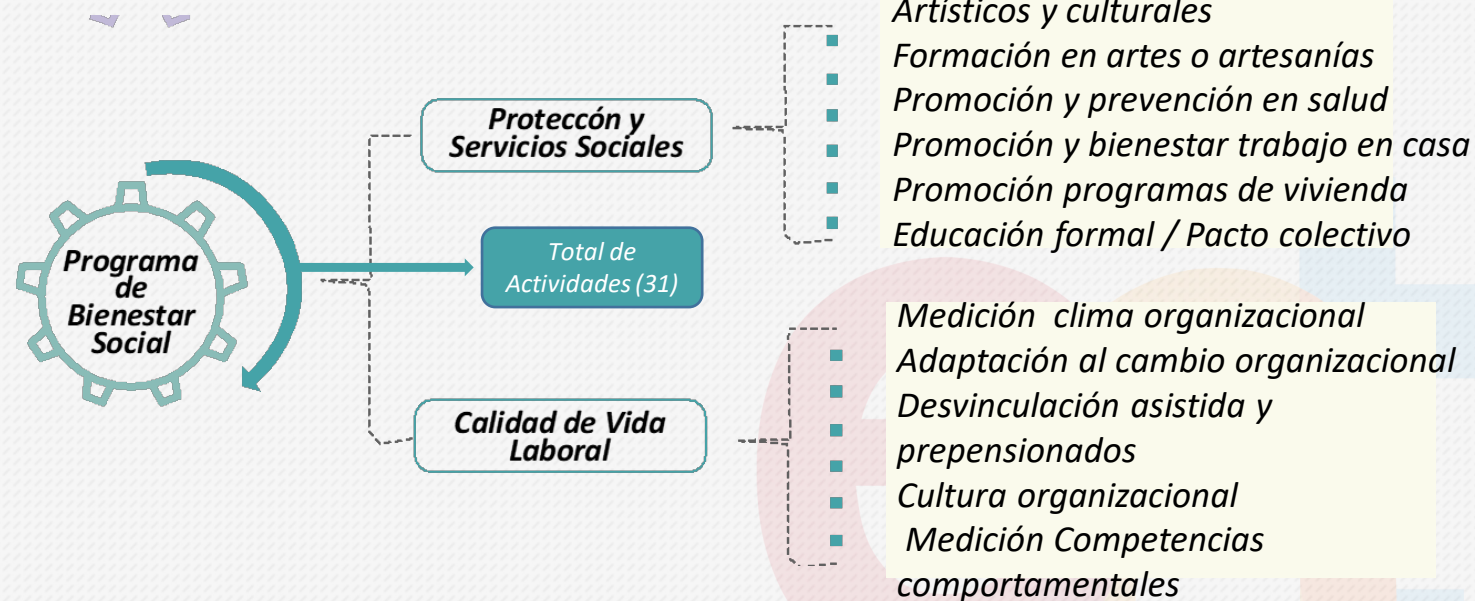 Programa
de
Bienestar
Social
Proteccón y
Servicios Sociales
Total de
Actividades (31)
Calidad de Vida
Laboral
Artísticos y culturales
Formación en artes o artesanías
Promoción y prevención en salud
Promoción y bienestar trabajo en casa
Promoción programas de vivienda
Educación formal / Pacto colectivo
Medición clima organizacional
Adaptación al cambio organizacional
Desvinculación asistida y
prepensionados
Cultura organizacional
Medición Competencias
comportamentales